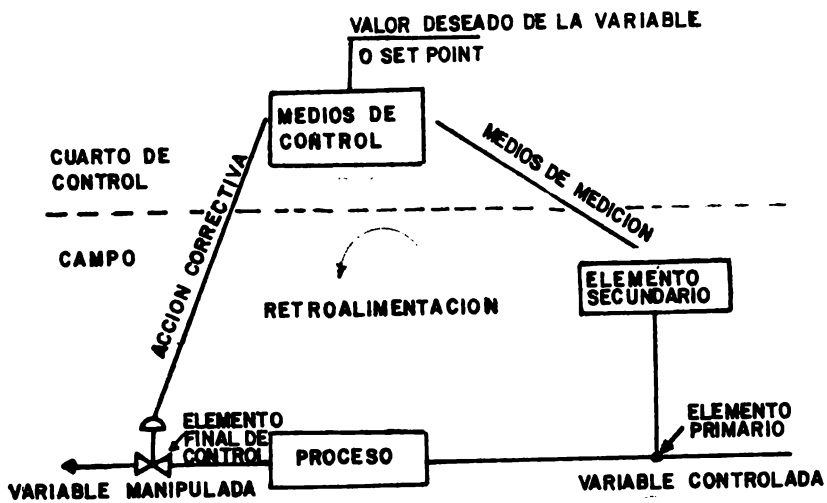 VALOR DESEADO DE LA VARIABLE
O SET POINT
MEDIOS DE
CONTROL
MEDIOS DE MEDICION
CUARTO DE
CONTROL
ACCION CORRECTIVA
CAMPO
ELEMENTO
SECUNDARIO
RETROALIMENTACION
ELEMENTO
FINAL DE
CONTROL
PROCESO
ELEMENTO
PRIMARIO
VARIABLE MANIPULADA
VARIABLE CONTROLADA